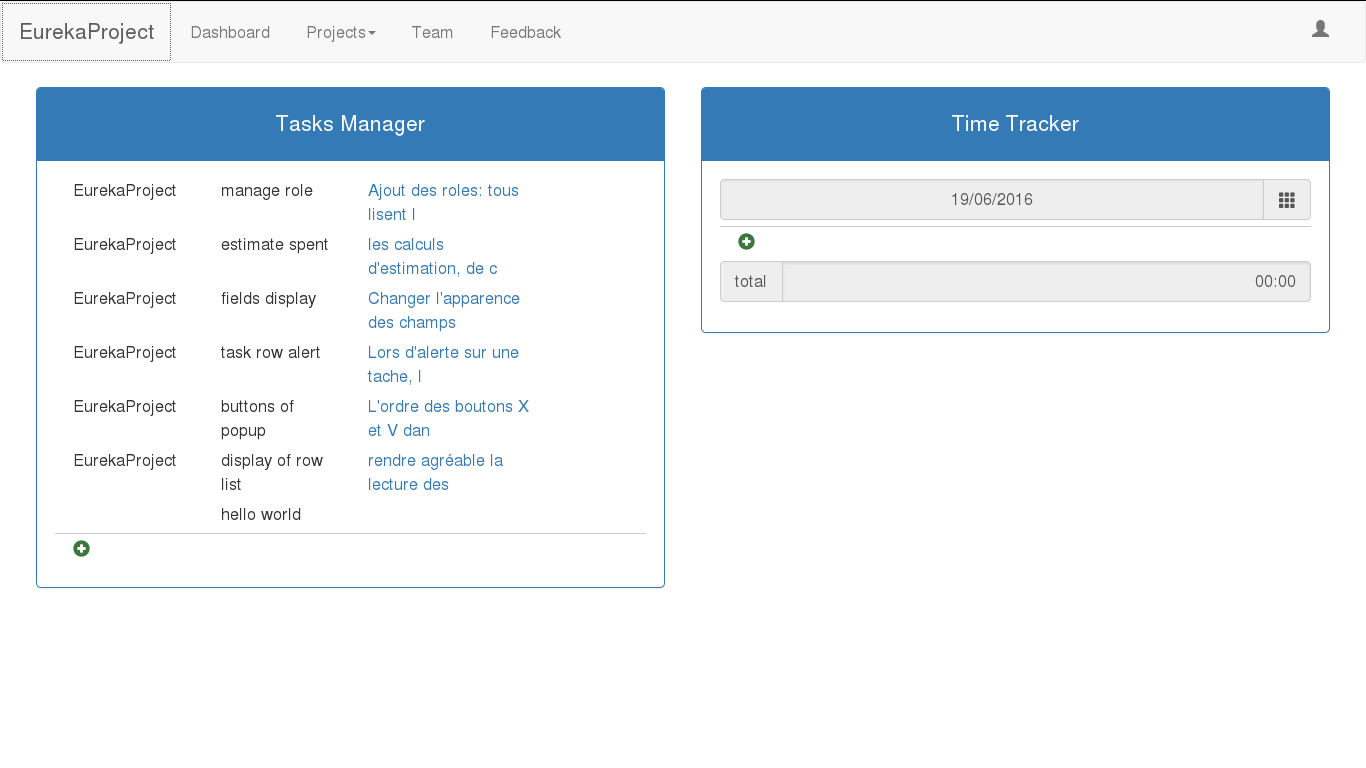 EurekaProject Dashboard Projects Team Feedback
Tasks Manager
EurekaProject manage role Ajout des roles: tous
lisent l
EurekaProject estimate spent les calculs
d'estimation, de c
EurekaProject fields display Changer l'apparence
des champs
EurekaProject task row alert Lors d'alerte sur une
tache, l
EurekaProject buttons of L'ordre des boutons X
popup et V dan
EurekaProject display of row rendre agréable la
list lecture des
hello world
Time Tracker
19/06/2016
total 00:00